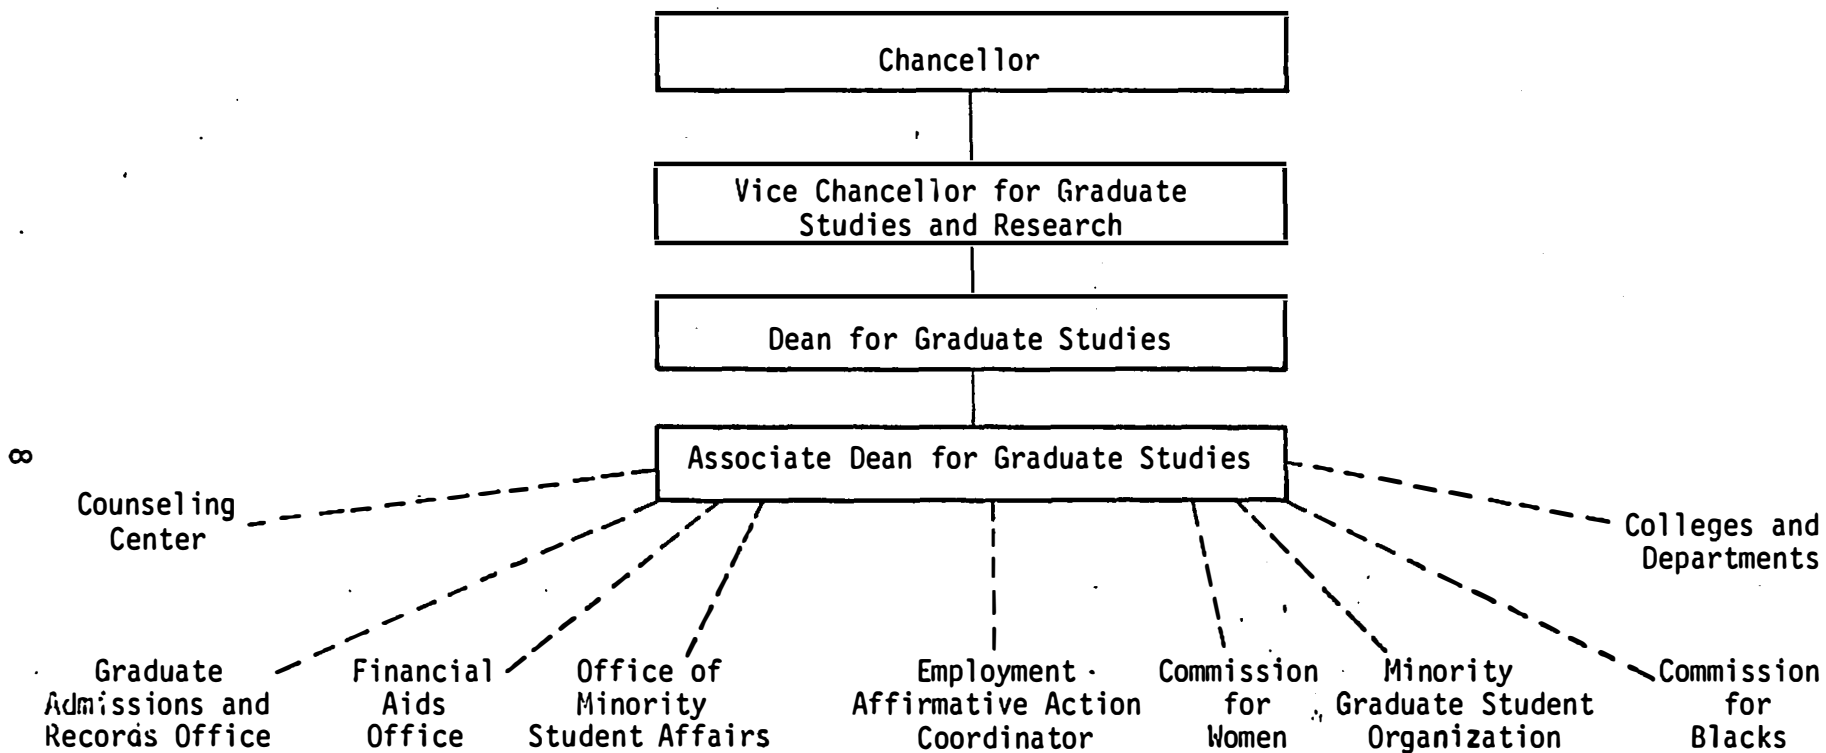 Chancellor
Vice Chancellor for Graduate
Studies and Research
Dean for Graduate Studies
Associate Dean for Graduate Studies
8
Counseling
Center
Colleges and
Departments
Graduate
Admissions and
Records Office
Financial
Aids
Office
Office of
Minority
Student Affairs
Employment
Affirmative Action
Coordinator
Commission
for
Women
Minority
Graduate Student
Organization
Commission
for
Blacks